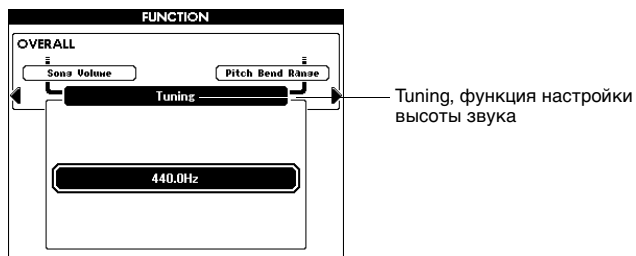 FUNCTION
OVERALL
Song Volume
Pitch Bend Range
Tuning
Tuning, функция настройки
высоты звука
440.0Hz